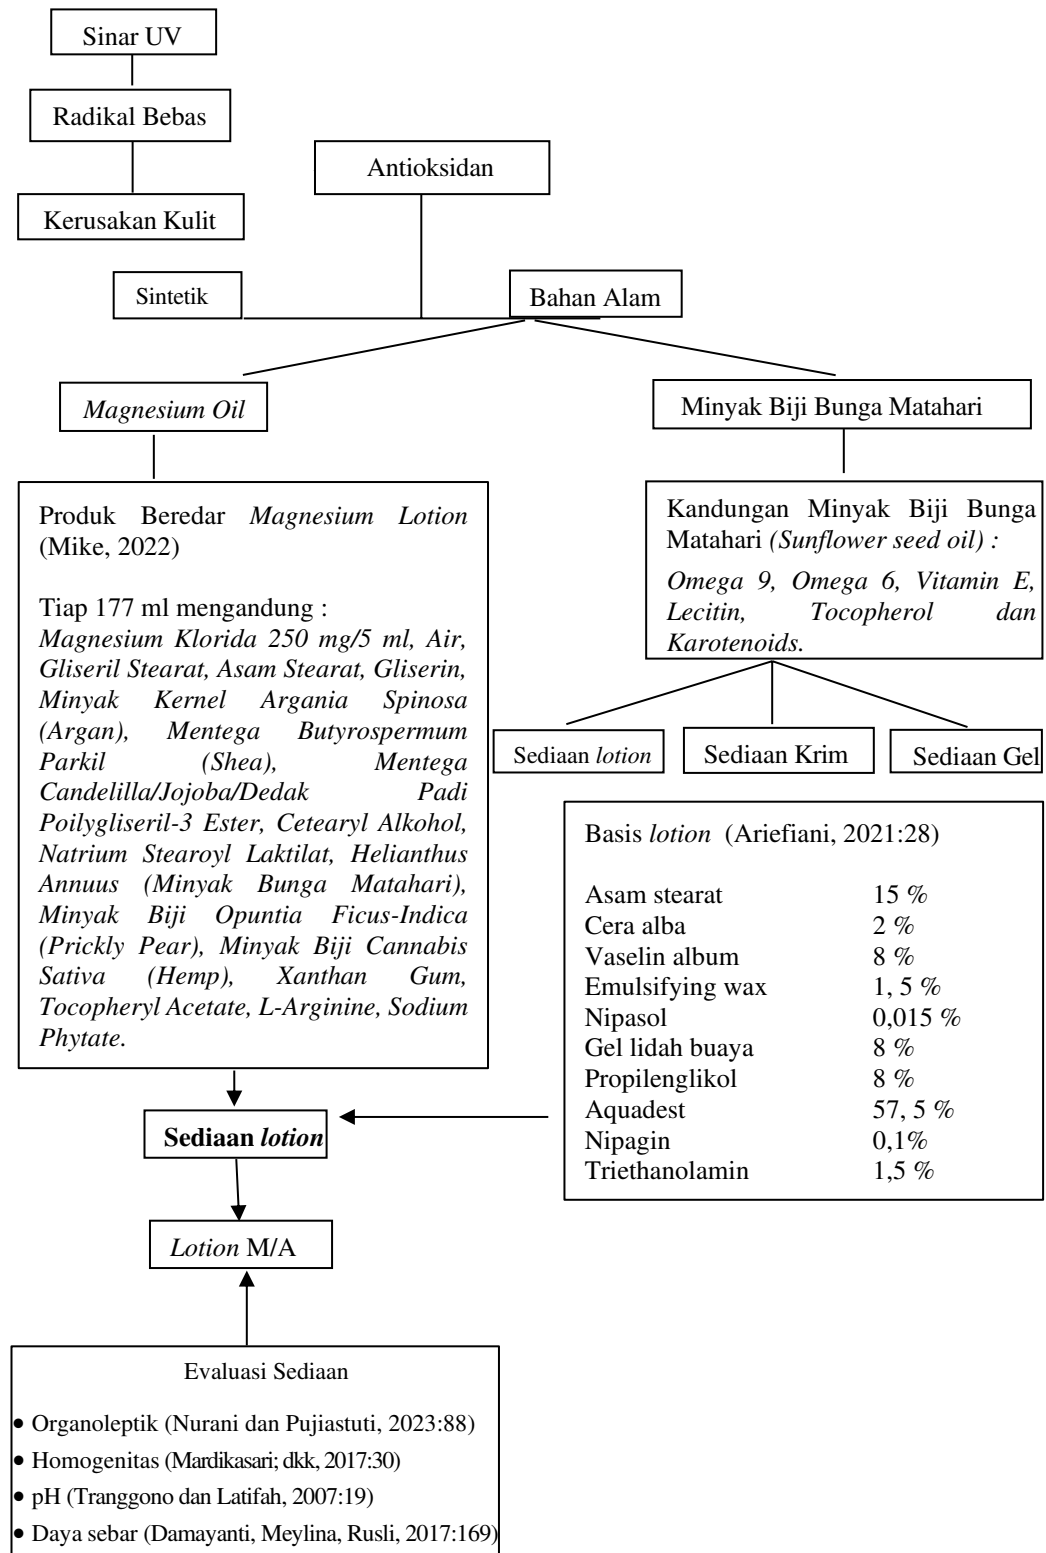 Sinar UV
Radikal Bebas
Kerusakan Kulit
Antioksidan
Sintetik
Bahan Alam
Magnesium Oil
Minyak Biji Bunga Matahari
Produk Beredar Magnesium Lotion
(Mike, 2022)
Tiap 177 ml mengandung :
Magnesium Klorida 250 mg/5 ml, Air,
Gliseril Stearat, Asam Stearat, Gliserin,
Minyak Kernel Argania Spinosa
(Argan), Mentega Butyrospermum
Parkil (Shea), Mentega
Candelilla/Jojoba/Dedak Padi
Poilygliseril-3 Ester, Cetearyl Alkohol,
Natrium Stearoyl Laktilat, Helianthus
Annuus (Minyak Bunga Matahari),
Minyak Biji Opuntia Ficus-Indica
(Prickly Pear), Minyak Biji Cannabis
Sativa (Hemp), Xanthan Gum,
Tocopheryl Acetate, L-Arginine, Sodium
Phytate.
Kandungan Minyak Biji Bunga
Matahari (Sunflower seed oil) :
Omega 9, Omega 6, Vitamin E,
Lecitin, Tocopherol dan
Karotenoids.
Sediaan lotion
Sediaan Krim
Sediaan Gel
Basis lotion (Ariefiani, 2021:28)
Asam stearat 15 %
Cera alba 2 %
Vaselin album 8 %
Emulsifying wax 1, 5 %
Nipasol 0,015 %
Gel lidah buaya 8 %
Propilenglikol 8 %
Aquadest 57, 5 %
Nipagin 0,1%
Triethanolamin 1,5 %
Sediaan lotion
Lotion M/A
Evaluasi Sediaan
• Organoleptik (Nurani dan Pujiastuti, 2023:88)
• Homogenitas (Mardikasari; dkk, 2017:30)
• pH (Tranggono dan Latifah, 2007:19)
• Daya sebar (Damayanti, Meylina, Rusli, 2017:169)